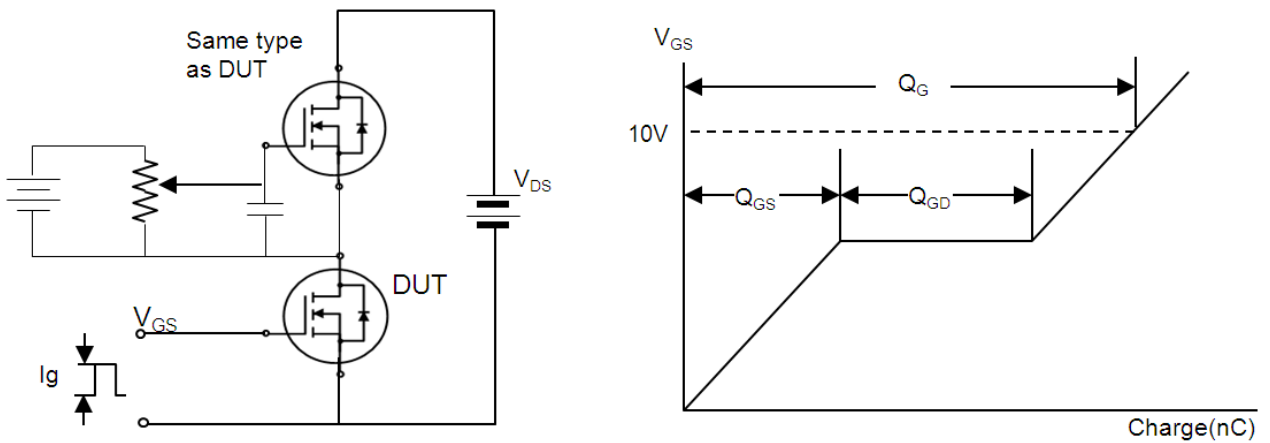 Same type
as DUT
V_DS
DUT
V_GS
Ig
V_GS
Q_G
10V
Q_GS
Q_GD
Charge(nC)